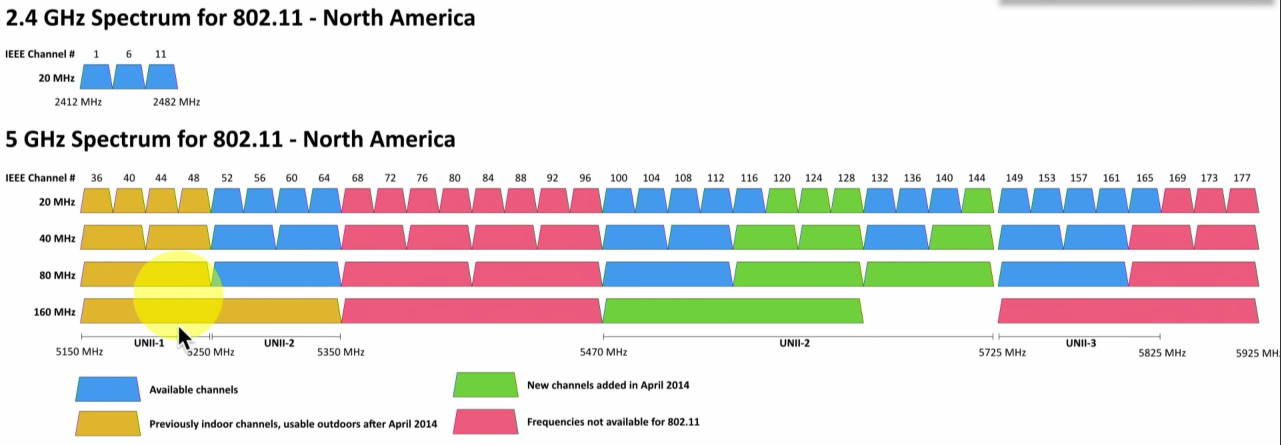 2.4 GHz Spectrum for 802.11 - North America
IEEE Channel # 1 6 11
20 MHz
2412 MHz 2482 MHz
5 GHz Spectrum for 802.11 - North America
IEEE Channel # 36 40 44 48 52 56 60 64 68 72 76 80 84 88 92 96 100 104 108 112 116 120 124 128 132 136 140 144 149 153 157 161 165 169 173 177
20 MHz
40 MHz
80 MHz
160 MHz
UNII-1 UNII-2 UNII-2 UNII-3
5150 MHz 5250 MHz 5350 MHz 5470 MHz 5725 MHz 5825 MHz 5925 MH
Available channels
New channels added in April 2014
Previously indoor channels, usable outdoors after April 2014
Frequencies not available for 802.11